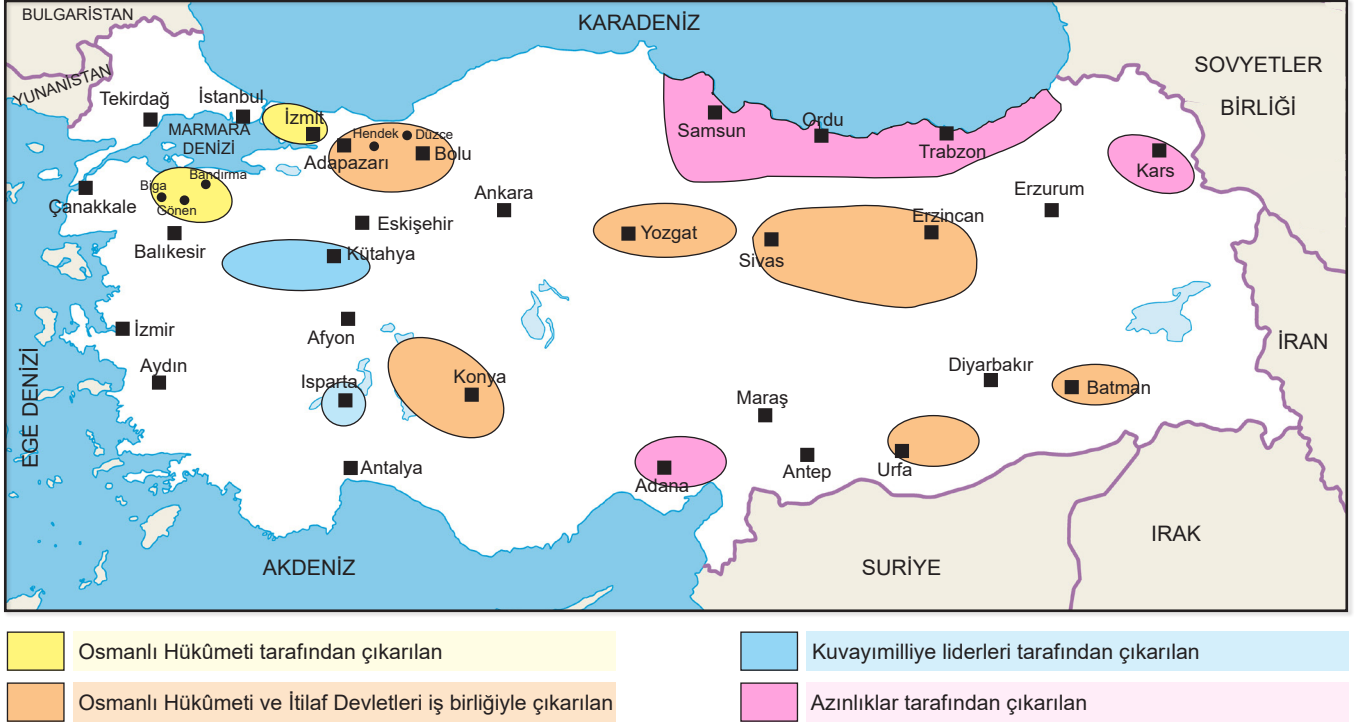 BULGARİSTAN
KARADENİZ
SOVYETLER
BİRLİĞİ
YUNANİSTAN
Tekirdağ
İstanbul
İzmit
MARMARA
DENİZİ
Hendek
Düzce
Adapazarı
Bolu
Samsun
Ordu
Trabzon
Kars
Biga
Bandırma
Gönen
Çanakkale
Ankara
Erzurum
Eskişehir
Balıkesir
Kütahya
Yozgat
Sivas
Erzincan
İzmir
Afyon
İRAN
EGE DENİZİ
Aydın
Isparta
Konya
Diyarbakır
Batman
Maraş
Antalya
Adana
Antep
Urfa
AKDENİZ
SURİYE
IRAK
Osmanlı Hükûmeti tarafından çıkarılan
Kuvayımilliye liderleri tarafından çıkarılan
Osmanlı Hükûmeti ve İtilaf Devletleri iş birliğiyle çıkarılan
Azınlıklar tarafından çıkarılan